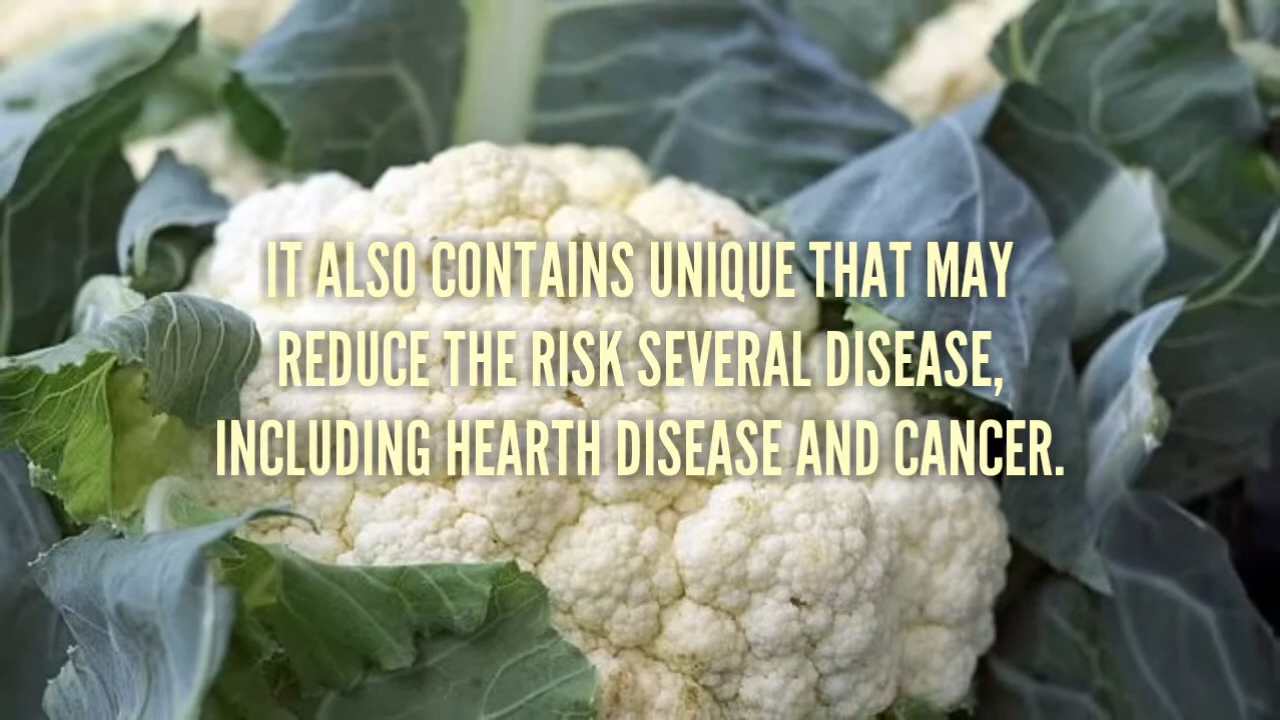 IT ALSO CONTAINS UNIQUE THAT MAY
REDUCE THE RISK SEVERAL DISEASE,
INCLUDING HEARTH DISEASE AND CANCER.